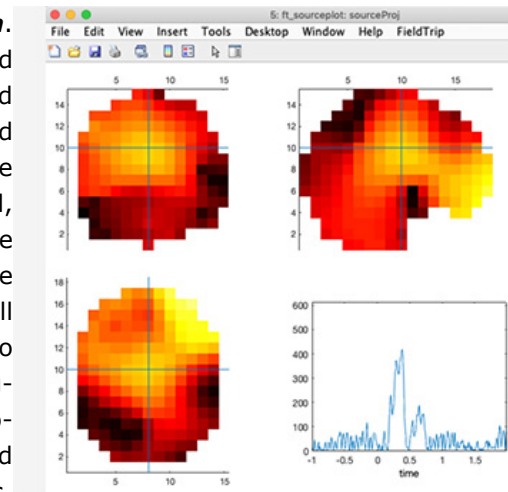 n.
d
d
d
e
l,
e
e
ll
o
-
-
d
5: ft_sourceplot: sourceProj
File Edit View Insert Tools Desktop Window Help FieldTrip
5 10 15
14
12
10
8
6
4
2
5 10 15
14
12
10
8
6
4
2
18
16
14
12
10
8
6
4
2
5 10 15
600
500
400
300
200
100
0
-1 -0.5 0 0.5 1 1.5
time